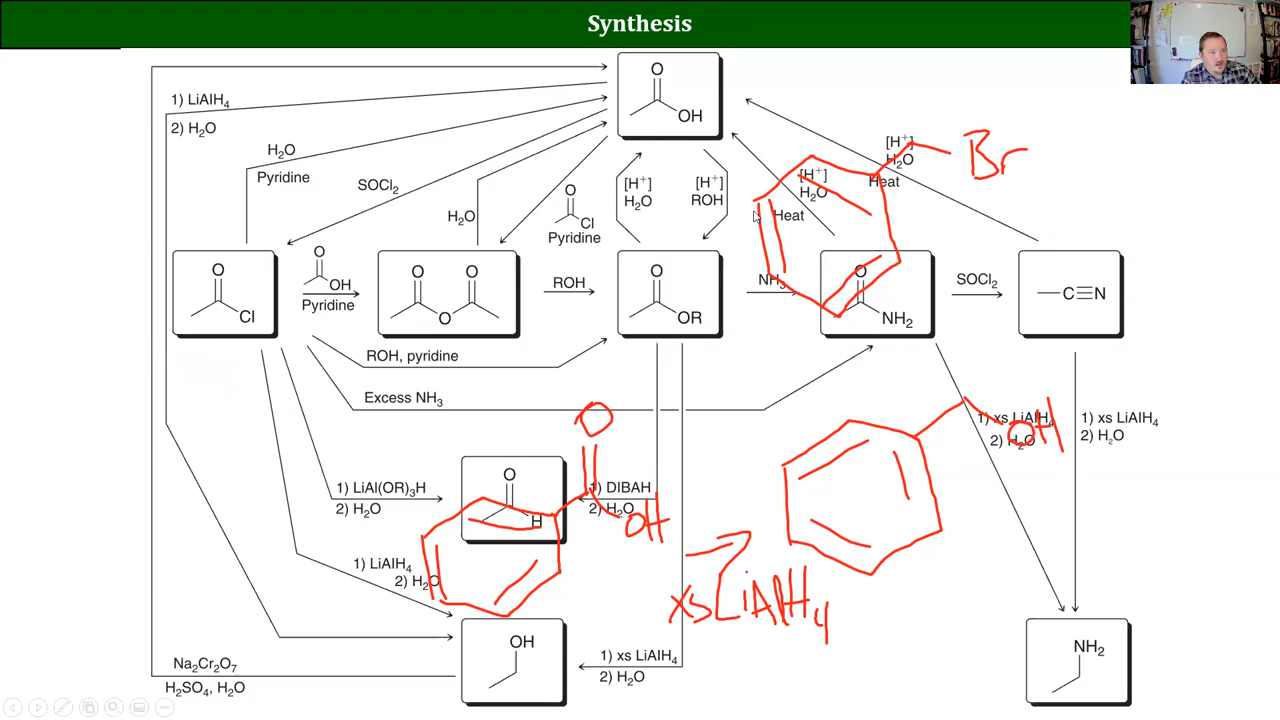 Synthesis
O
OH
1) LiAlH4
2) H2O
H2O
Pyridine
SOCl2
H2O
O
Cl
Pyridine
[H+]
H2O
[H+]
ROH
[H+]
H2O
Heat
[H+]
H2O
Heat
Br
O
Cl
O
OH
Pyridine
O
O
O
ROH
O
OR
NH3
O
NH2
SOCl2
C≡N
ROH, pyridine
Excess NH3
1) LiAl(OR)3H
2) H2O
O
H
1) DIBAH
2) H2O
O
OH
xs LiAlH4
OH
1) xs LiAlH4
2) H2O
1) xs LiAlH4
2) H2O
1) LiAlH4
2) H2O
Na2Cr2O7
H2SO4, H2O
OH
1) xs LiAlH4
2) H2O
NH2